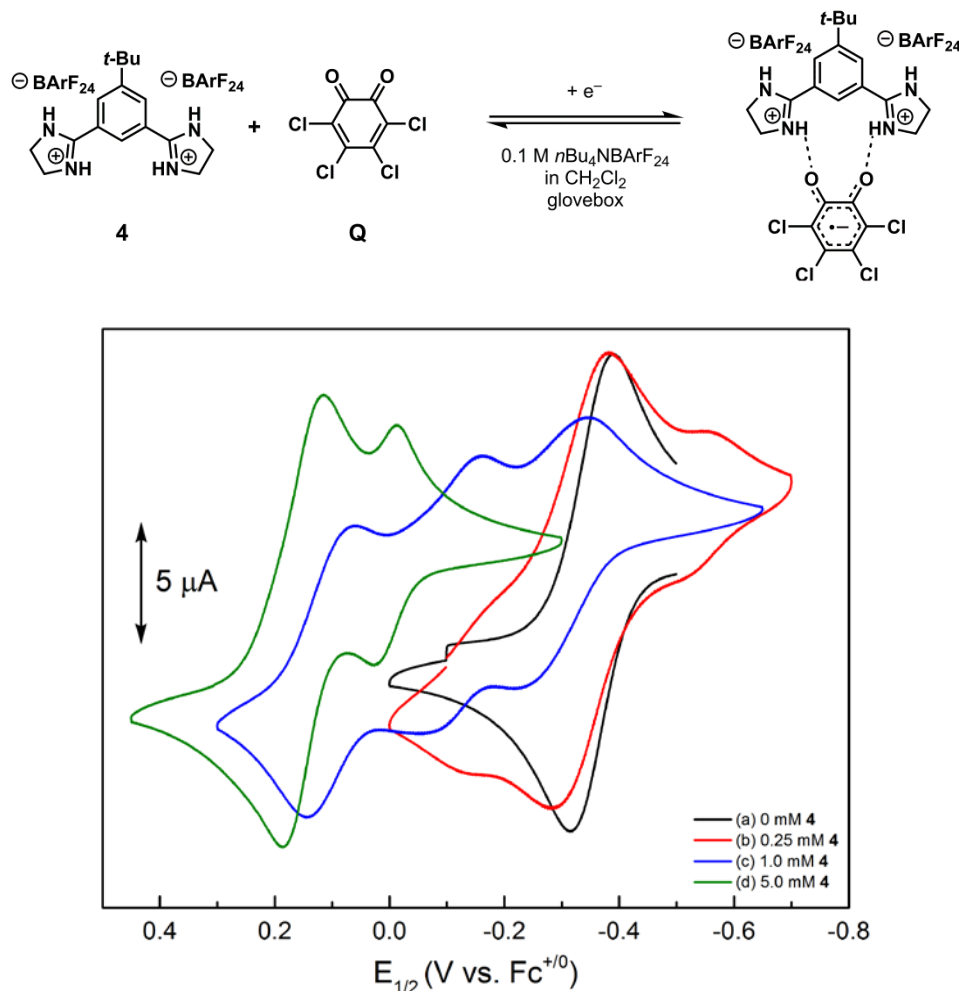 t-Bu
⊖ BArF24
⊖ BArF24
H
N
NH
⊕
H
N
HN
⊕
4
+
O
O
Cl
Cl
Cl
Cl
Q
+ e–
0.1 M nBu4NBArF24
in CH2Cl2
glovebox
t-Bu
⊖ BArF24
⊖ BArF24
H
N
NH
⊕
H
N
HN
⊕
O
O
Cl
Cl
•–
Cl
Cl
5 μA
(a) 0 mM 4
(b) 0.25 mM 4
(c) 1.0 mM 4
(d) 5.0 mM 4
0.4 0.2 0.0 -0.2 -0.4 -0.6 -0.8
E1/2 (V vs. Fc+/0)